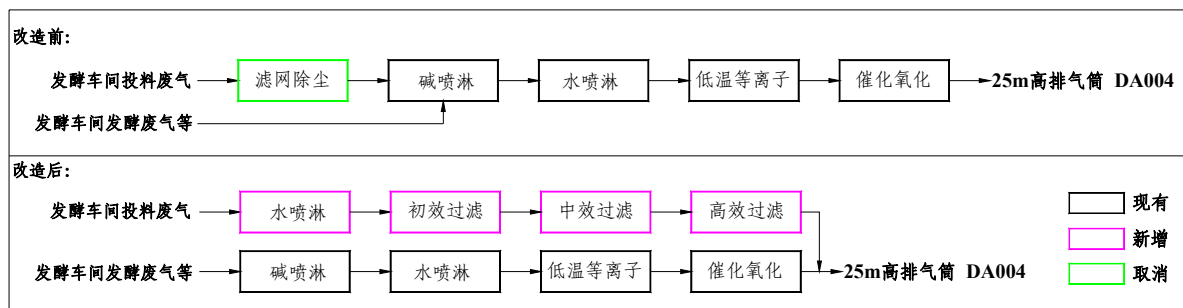 改造前:
发酵车间投料废气 滤网除尘 碱喷淋 水喷淋 低温等离子 催化氧化 25m高排气筒 DA004
发酵车间发酵废气等
改造后:
发酵车间投料废气 水喷淋 初效过滤 中效过滤 高效过滤 现有
新增
发酵车间发酵废气等 碱喷淋 水喷淋 低温等离子 催化氧化 25m高排气筒 DA004 取消